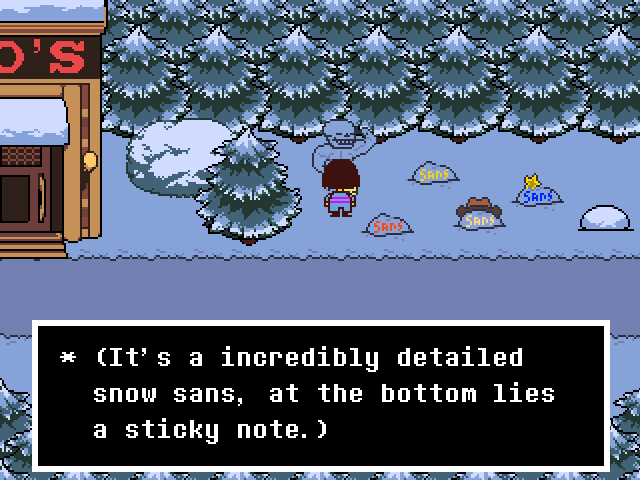 O'S
Sans
Sans
Sans
Sans
* (It's a incredibly detailed
snow sans, at the bottom lies
a sticky note.)